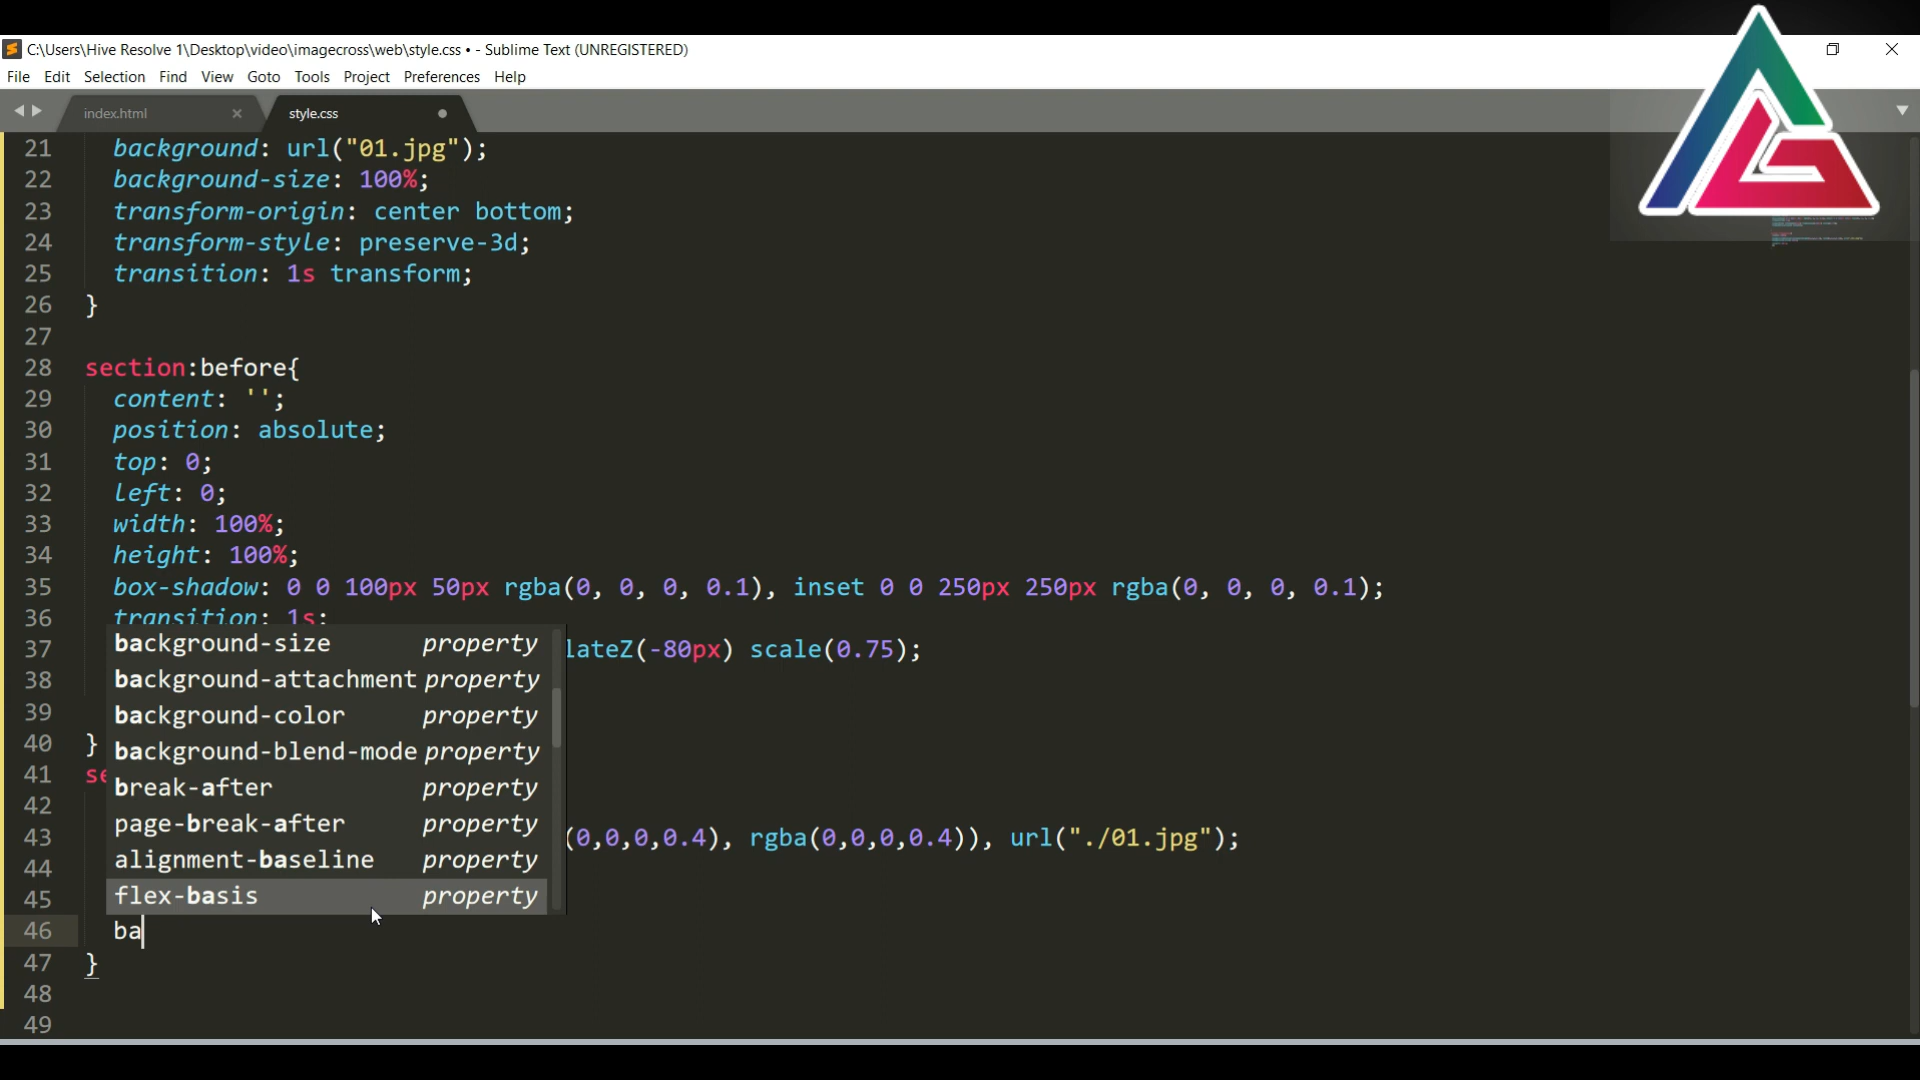 C:\Users\Hive Resolve 1\Desktop\video\imagecross\web\style.css • - Sublime Text (UNREGISTERED)
File Edit Selection Find View Goto Tools Project Preferences Help
index.html × style.css
21 background: url("01.jpg");
22 background-size: 100%;
23 transform-origin: center bottom;
24 transform-style: preserve-3d;
25 transition: 1s transform;
26 }
27
28 section:before{
29 content: '';
30 position: absolute;
31 top: 0;
32 left: 0;
33 width: 100%;
34 height: 100%;
35 box-shadow: 0 0 100px 50px rgba(0, 0, 0, 0.1), inset 0 0 250px 250px rgba(0, 0, 0, 0.1);
36 transition: 1s;
background-size property
37 lateZ(-80px) scale(0.75);
38
background-attachment property
39
background-color property
40 }
background-blend-mode property
41 se
break-after property
42
page-break-after property
43 (0,0,0,0.4), rgba(0,0,0,0.4)), url("./01.jpg");
44
alignment-baseline property
45
flex-basis property
46 ba
47 }
48
49